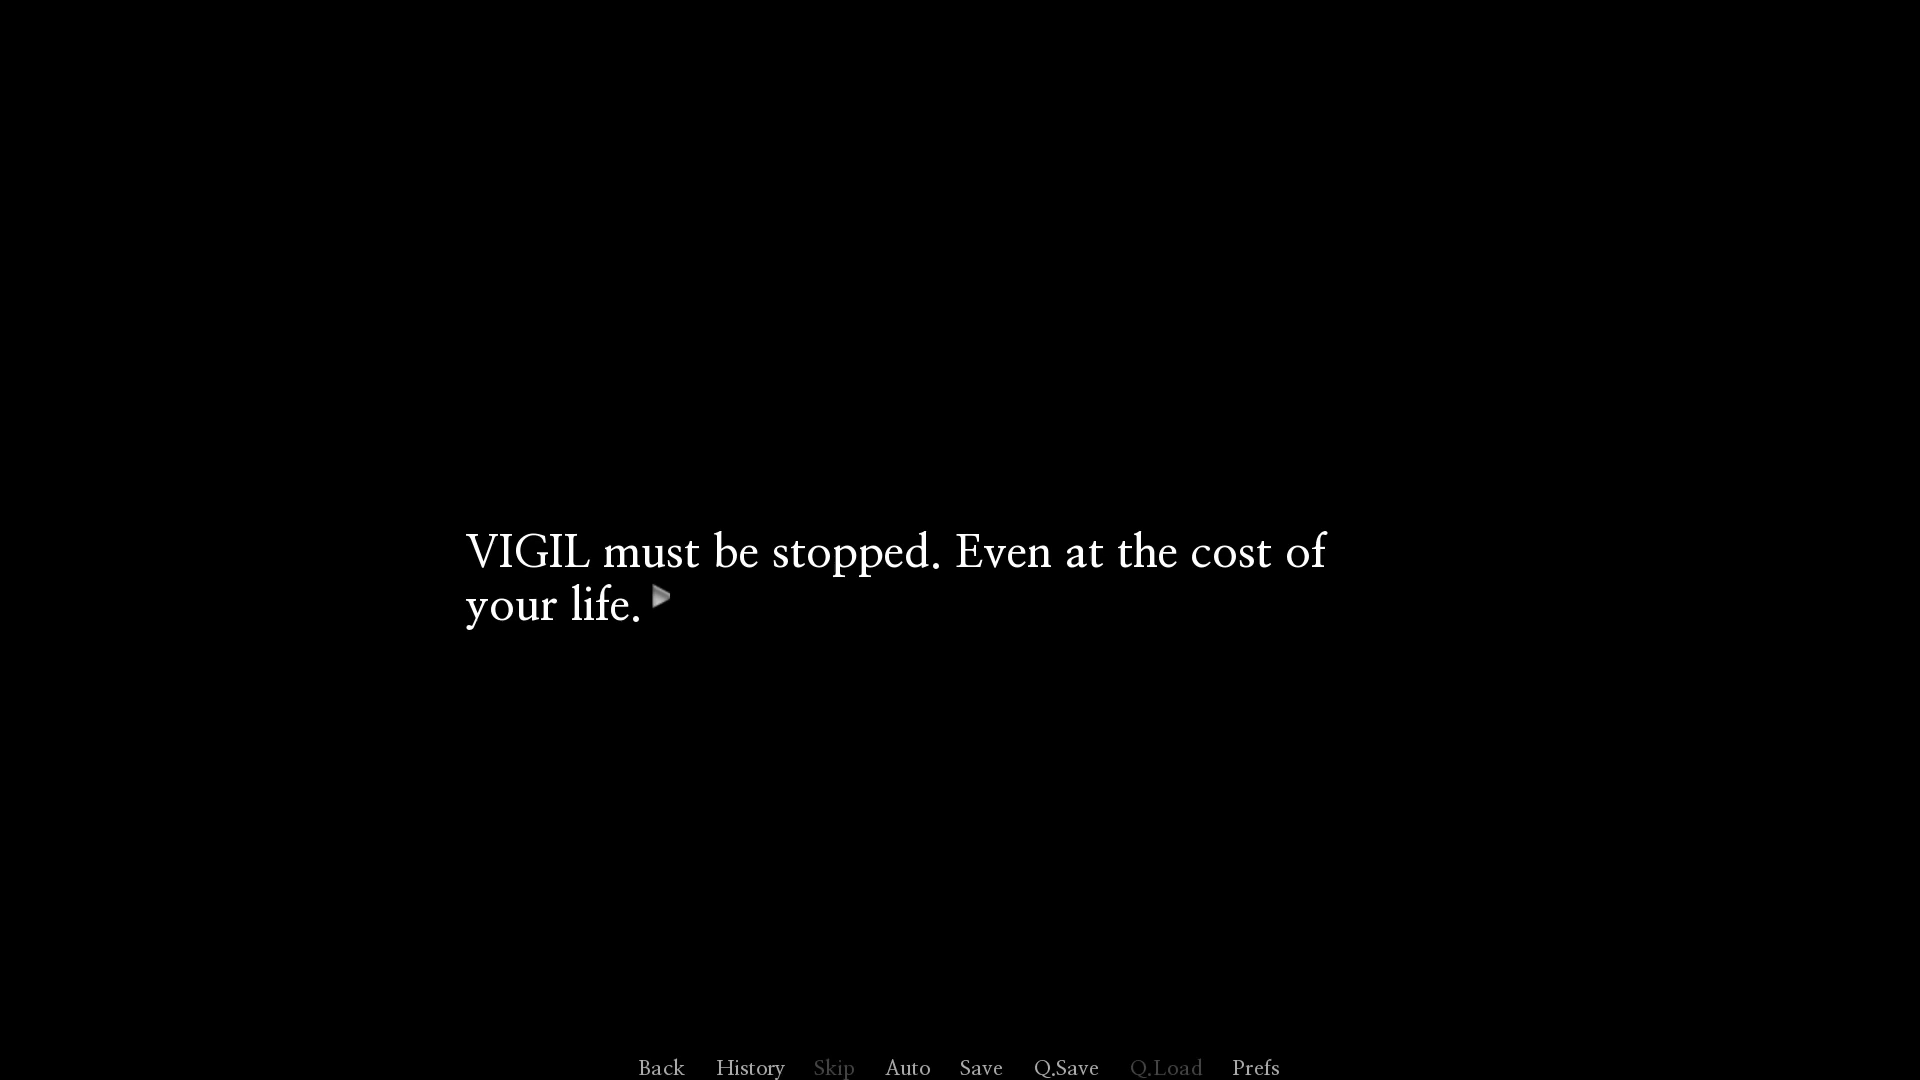 VIGIL must be stopped. Even at the cost of
your life.
Back History Skip Auto Save Q.Save Q.Load Prefs